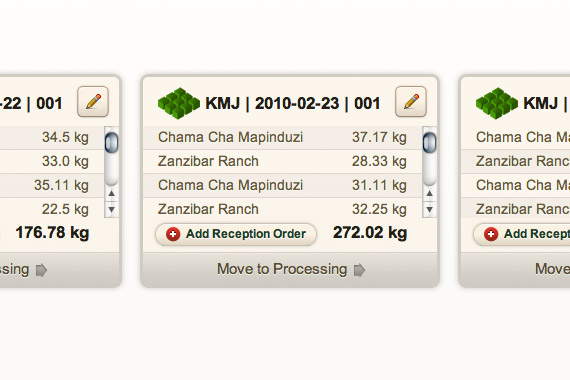 -22 | 001
34.5 kg
33.0 kg
35.11 kg
22.5 kg
176.78 kg
KMJ | 2010-02-23 | 001
Chama Cha Mapinduzi 37.17 kg
Zanzibar Ranch 28.33 kg
Chama Cha Mapinduzi 31.11 kg
Zanzibar Ranch 32.25 kg
Add Reception Order 272.02 kg
Move to Processing
KMJ |
Chama Cha Ma
Zanzibar Ranc
Chama Cha Ma
Zanzibar Ranc
Add Recept
Move